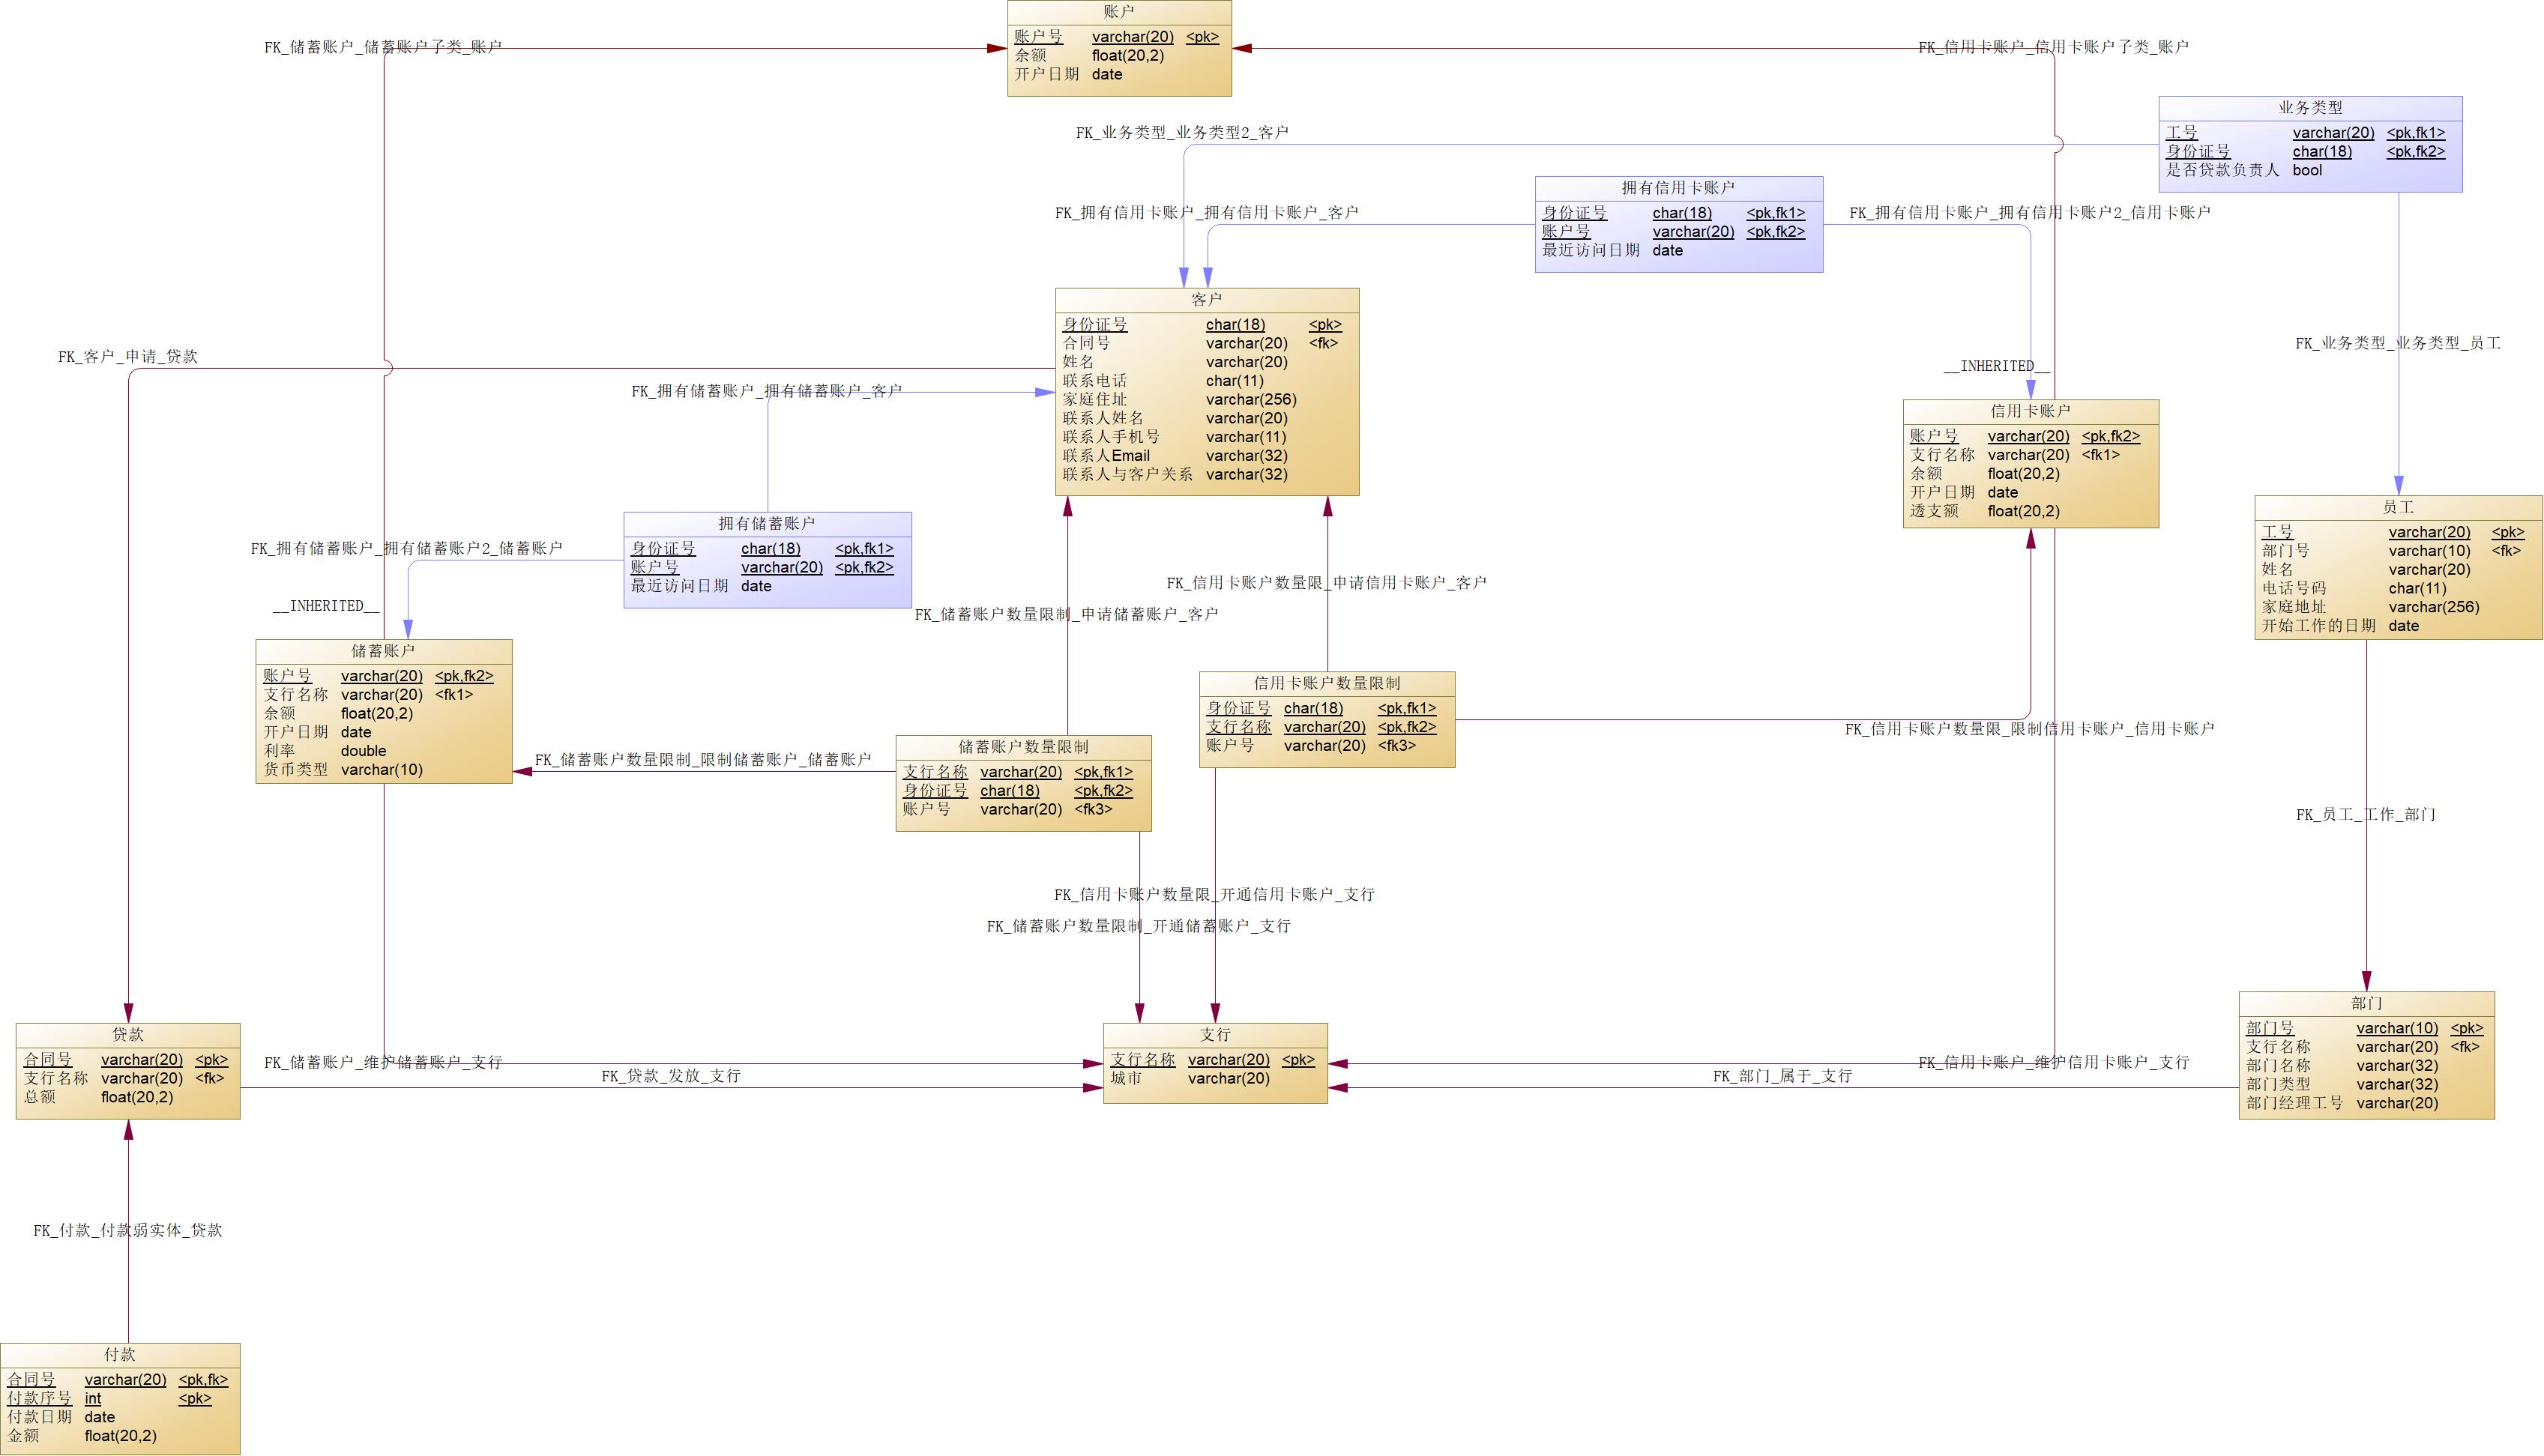 账户
账户号 varchar(20) <pk>
余额 float(20,2)
开户日期 date
FK_储蓄账户_储蓄账户子类_账户
FK_信用卡账户_信用卡账户子类_账户
业务类型
工号 varchar(20) <pk,fk1>
身份证号 char(18) <pk,fk2>
是否贷款负责人 bool
FK_业务类型_业务类型2_客户
拥有信用卡账户
身份证号 char(18) <pk,fk1>
账户号 varchar(20) <pk,fk2>
最近访问日期 date
FK_拥有信用卡账户_拥有信用卡账户_客户
FK_拥有信用卡账户_拥有信用卡账户2_信用卡账户
客户
身份证号 char(18) <pk>
合同号 varchar(20) <fk>
姓名 varchar(20)
联系电话 char(11)
家庭住址 varchar(256)
联系人姓名 varchar(20)
联系人手机号 varchar(11)
联系人Email varchar(32)
联系人与客户关系 varchar(32)
FK_客户_申请_贷款
FK_业务类型_业务类型_员工
__INHERITED__
FK_拥有储蓄账户_拥有储蓄账户_客户
信用卡账户
账户号 varchar(20) <pk,fk2>
支行名称 varchar(20) <fk1>
余额 float(20,2)
开户日期 date
透支额 float(20,2)
员工
工号 varchar(20) <pk>
部门号 varchar(10) <fk>
姓名 varchar(20)
电话号码 char(11)
家庭地址 varchar(256)
开始工作的日期 date
拥有储蓄账户
身份证号 char(18) <pk,fk1>
账户号 varchar(20) <pk,fk2>
最近访问日期 date
FK_拥有储蓄账户_拥有储蓄账户2_储蓄账户
FK_信用卡账户数量限_申请信用卡账户_客户
__INHERITED__
FK_储蓄账户数量限制_申请储蓄账户_客户
储蓄账户
账户号 varchar(20) <pk,fk2>
支行名称 varchar(20) <fk1>
余额 float(20,2)
开户日期 date
利率 double
货币类型 varchar(10)
信用卡账户数量限制
身份证号 char(18) <pk,fk1>
支行名称 varchar(20) <pk,fk2>
账户号 varchar(20) <fk3>
FK_信用卡账户数量限_限制信用卡账户_信用卡账户
储蓄账户数量限制
支行名称 varchar(20) <pk,fk1>
身份证号 char(18) <pk,fk2>
账户号 varchar(20) <fk3>
FK_储蓄账户数量限制_限制储蓄账户_储蓄账户
FK_员工_工作_部门
FK_信用卡账户数量限_开通信用卡账户_支行
FK_储蓄账户数量限制_开通储蓄账户_支行
部门
部门号 varchar(10) <pk>
支行名称 varchar(20) <fk>
部门名称 varchar(32)
部门类型 varchar(32)
部门经理工号 varchar(20)
贷款
合同号 varchar(20) <pk>
支行名称 varchar(20) <fk>
总额 float(20,2)
支行
支行名称 varchar(20) <pk>
城市 varchar(20)
FK_储蓄账户_维护储蓄账户_支行
FK_信用卡账户_维护信用卡账户_支行
FK_贷款_发放_支行
FK_部门_属于_支行
FK_付款_付款弱实体_贷款
付款
合同号 varchar(20) <pk,fk>
付款序号 int <pk>
付款日期 date
金额 float(20,2)